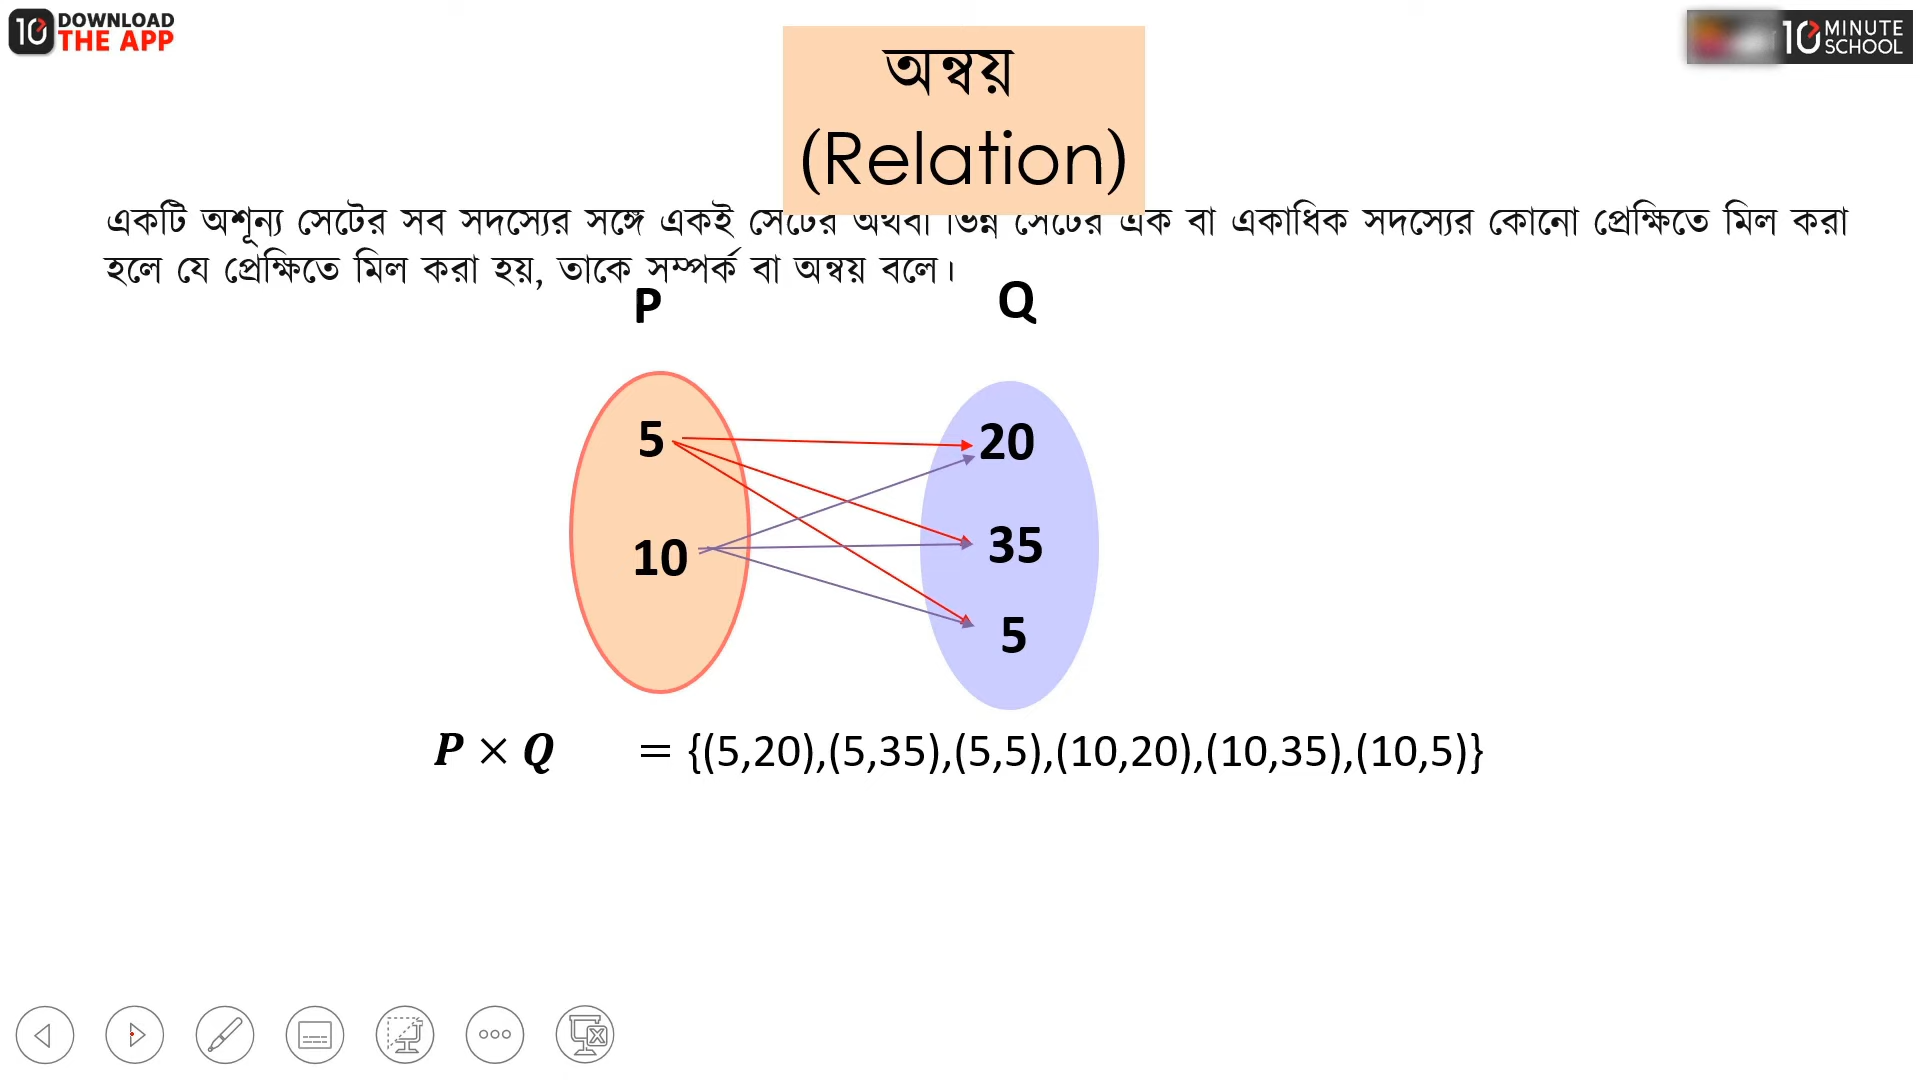 10 DOWNLOAD
THE APP
10 MINUTE
SCHOOL
অন্বয়
(Relation)
একটি অশূন্য সেটের সব সদস্যের সঙ্গে একই সেটের অথবা ভিন্ন সেটের এক বা একাধিক সদস্যের কোনো প্রেক্ষিতে মিল করা
হলে যে প্রেক্ষিতে মিল করা হয়, তাকে সম্পর্ক বা অন্বয় বলে।
P Q
5 20
10 35
5
P × Q = {(5,20),(5,35),(5,5),(10,20),(10,35),(10,5)}